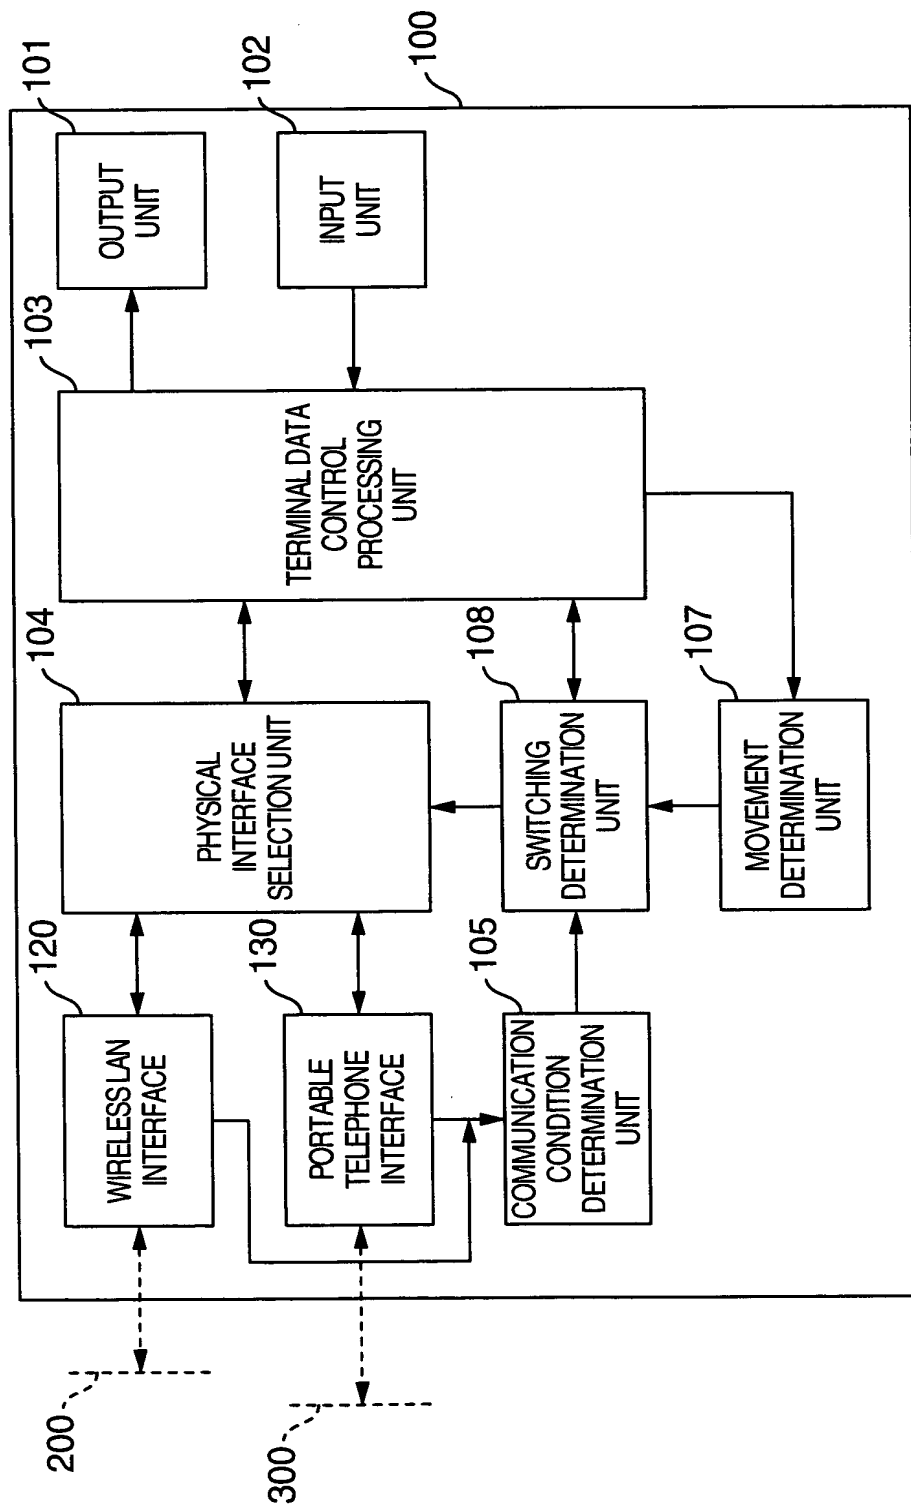 100
101
OUTPUT
UNIT
102
INPUT
UNIT
103
TERMINAL DATA
CONTROL
PROCESSING
UNIT
104
PHYSICAL
INTERFACE
SELECTION UNIT
108
SWITCHING
DETERMINATION
UNIT
107
MOVEMENT
DETERMINATION
UNIT
120
WIRELESS LAN
INTERFACE
130
PORTABLE
TELEPHONE
INTERFACE
105
COMMUNICATION
CONDITION
DETERMINATION
UNIT
200
300